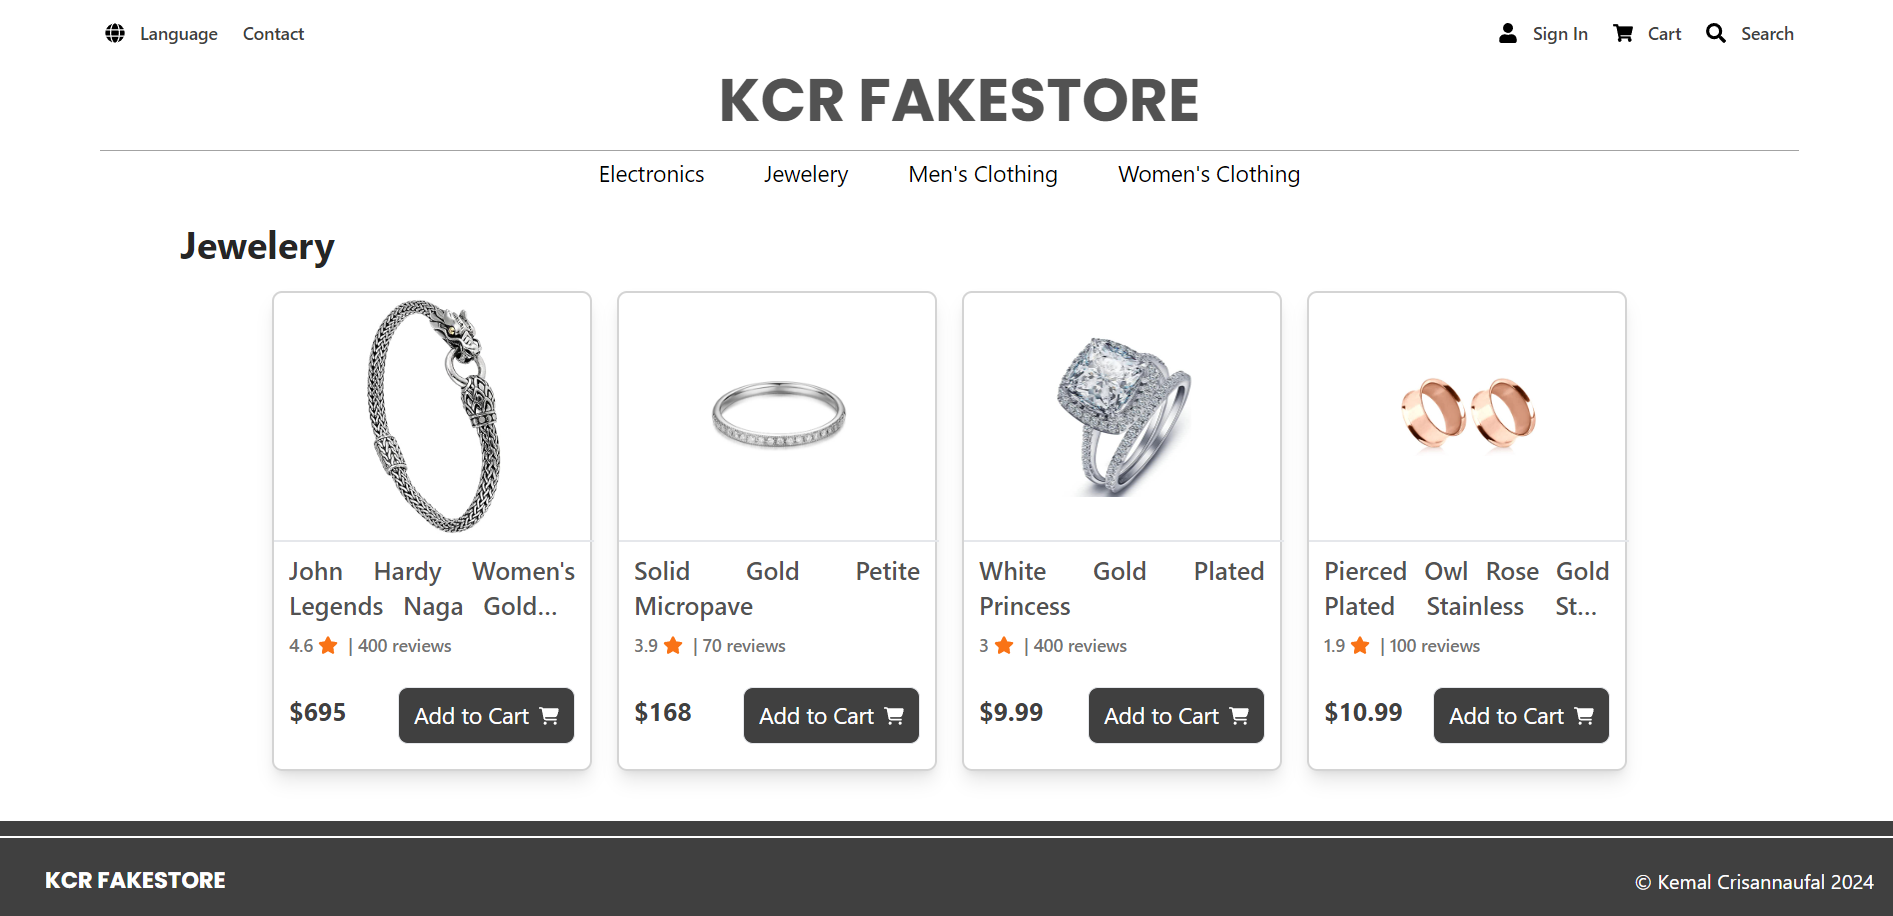 Language Contact Sign In Cart Search
KCR FAKESTORE
Electronics Jewelery Men's Clothing Women's Clothing
Jewelery
John Hardy Women's
Legends Naga Gold...
4.6 | 400 reviews
$695 Add to Cart
Solid Gold Petite
Micropave
3.9 | 70 reviews
$168 Add to Cart
White Gold Plated
Princess
3 | 400 reviews
$9.99 Add to Cart
Pierced Owl Rose Gold
Plated Stainless St...
1.9 | 100 reviews
$10.99 Add to Cart
KCR FAKESTORE © Kemal Crisannaufal 2024